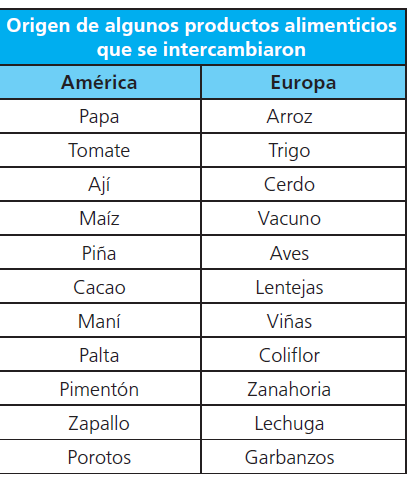 Origen de algunos productos alimenticios
que se intercambiaron
América Europa
Papa Arroz
Tomate Trigo
Ají Cerdo
Maíz Vacuno
Piña Aves
Cacao Lentejas
Maní Viñas
Palta Coliflor
Pimentón Zanahoria
Zapallo Lechuga
Porotos Garbanzos